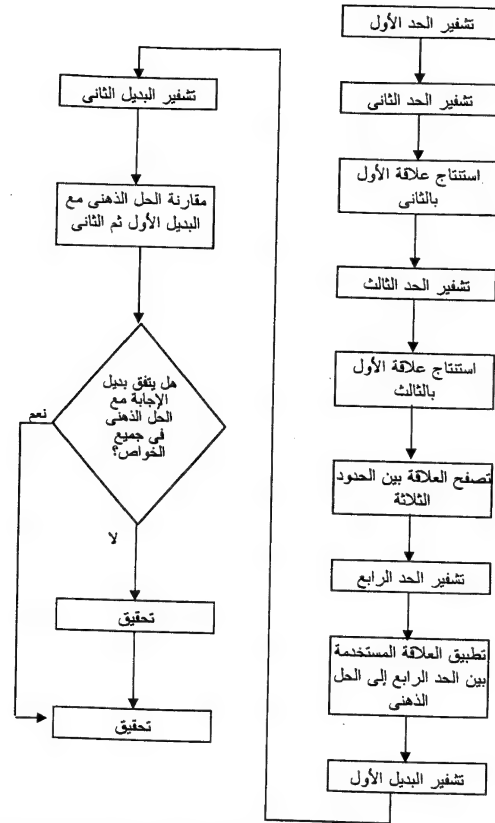 تشفير الحد الأول
تشفير الحد الثانى
استنتاج علاقة الأول
بالثانى
تشفير الحد الثالث
استنتاج علاقة الأول
بالثالث
تصفح العلاقة بين الحدود
الثلاثة
تشفير الحد الرابع
تطبيق العلاقة المستخدمة
بين الحد الرابع إلى الحل
الذهنى
تشفير البديل الأول
تشفير البديل الثانى
مقارنة الحل الذهنى مع
البديل الأول ثم الثانى
هل يتفق بديل
الإجابة مع
الحل الذهنى
فى جميع
الخواص؟
نعم
لا
تحقيق
تحقيق